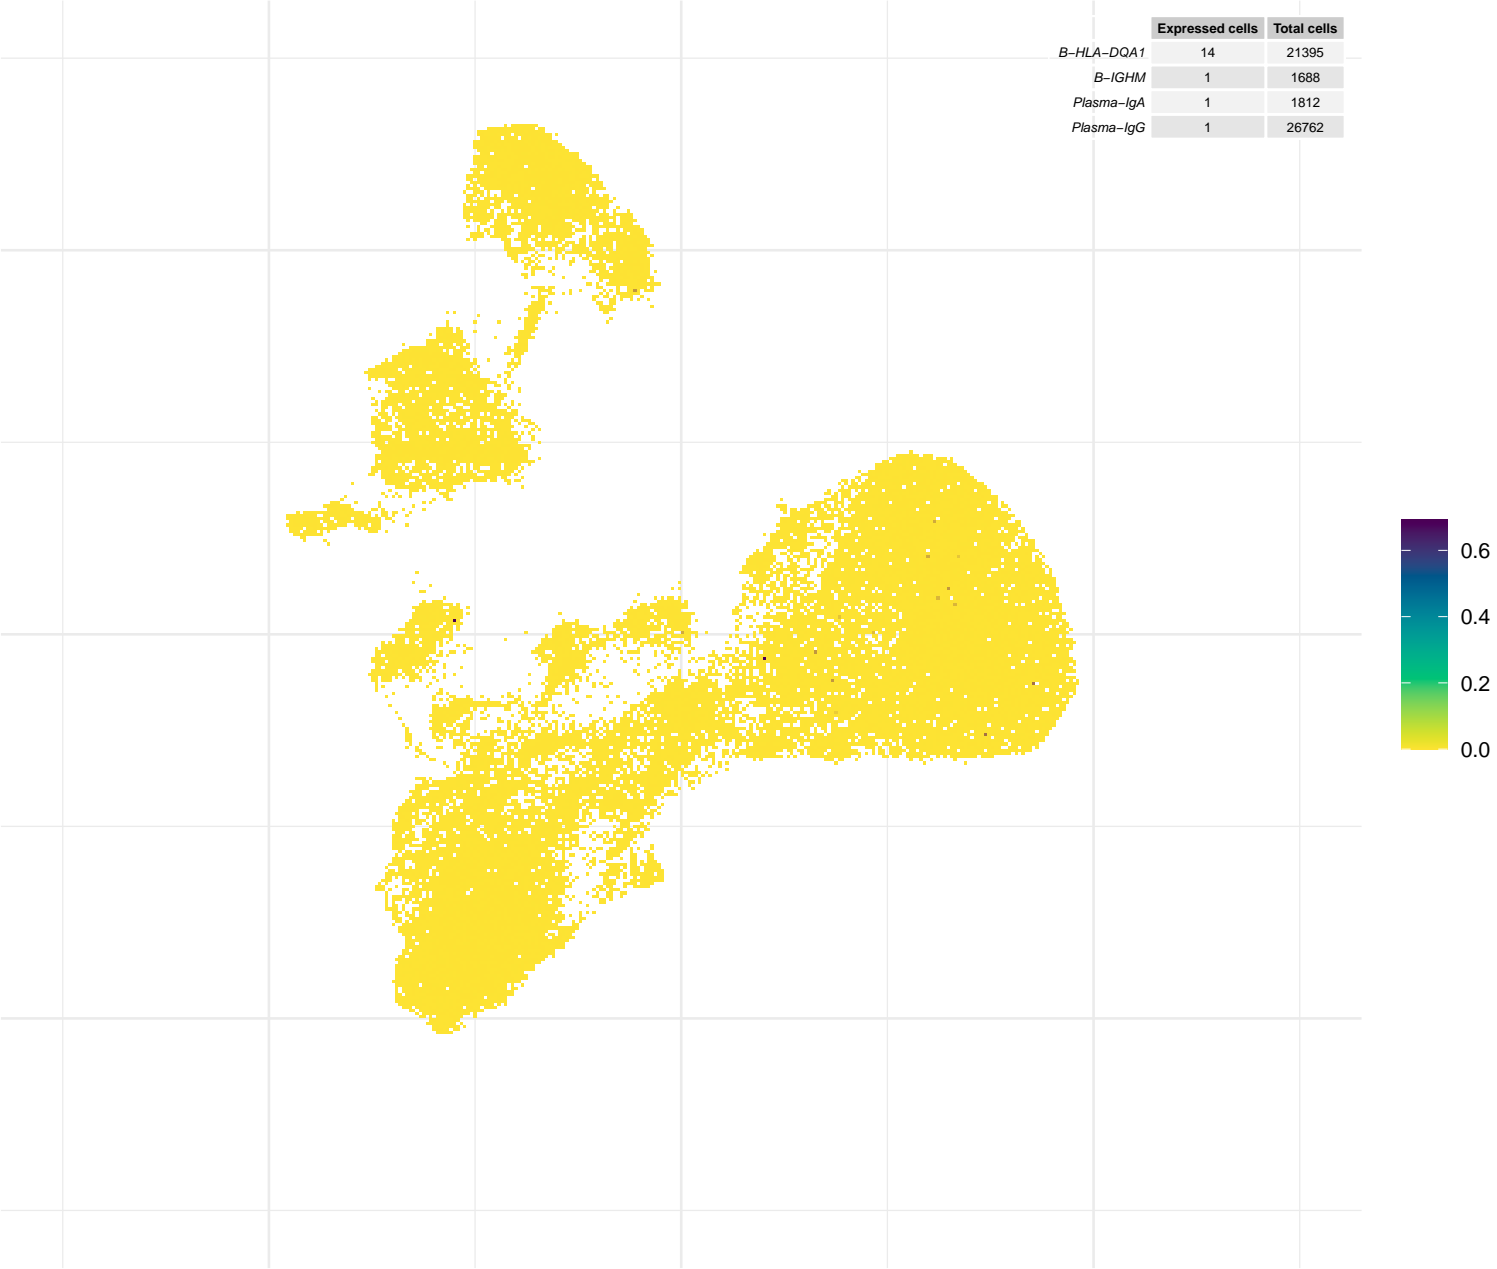 Expressed cells Total cells
B−HLA−DQA1 14 21395
B−IGHM 1 1688
Plasma−IgA 1 1812
Plasma−IgG 1 26762
0.6
0.4
0.2
0.0